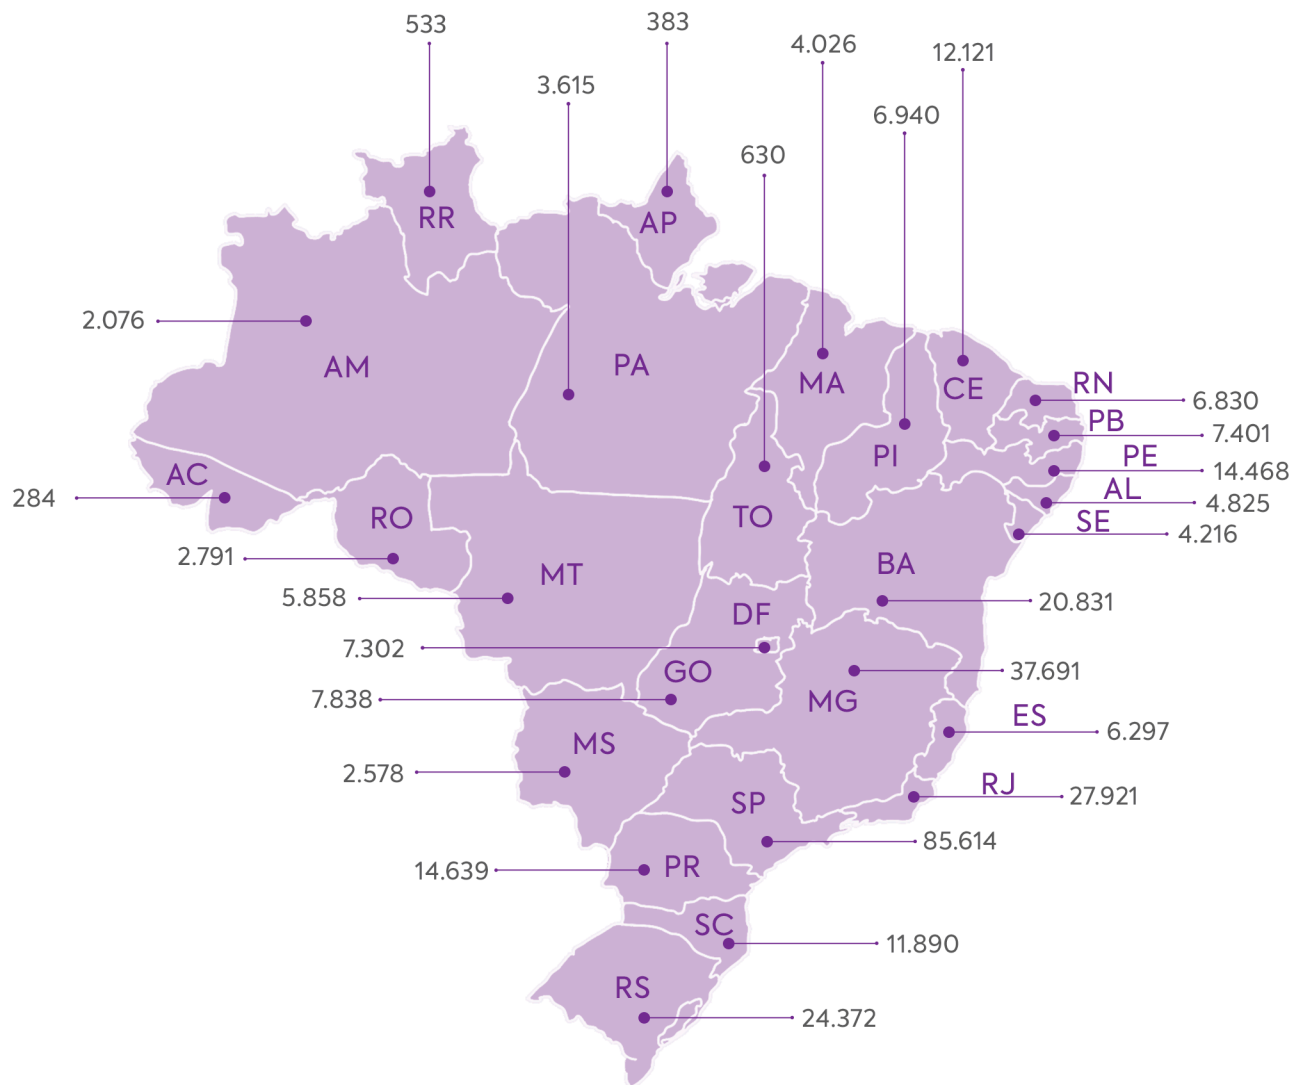 533
383
4.026
12.121
3.615
6.940
630
RR
AP
2.076
AM
PA
MA
CE
RN
6.830
PB
7.401
PI
PE
14.468
AC
284
AL
4.825
RO
TO
SE
4.216
2.791
MT
BA
5.858
20.831
DF
7.302
GO
37.691
7.838
MG
ES
6.297
MS
2.578
RJ
27.921
SP
85.614
14.639
PR
SC
11.890
RS
24.372